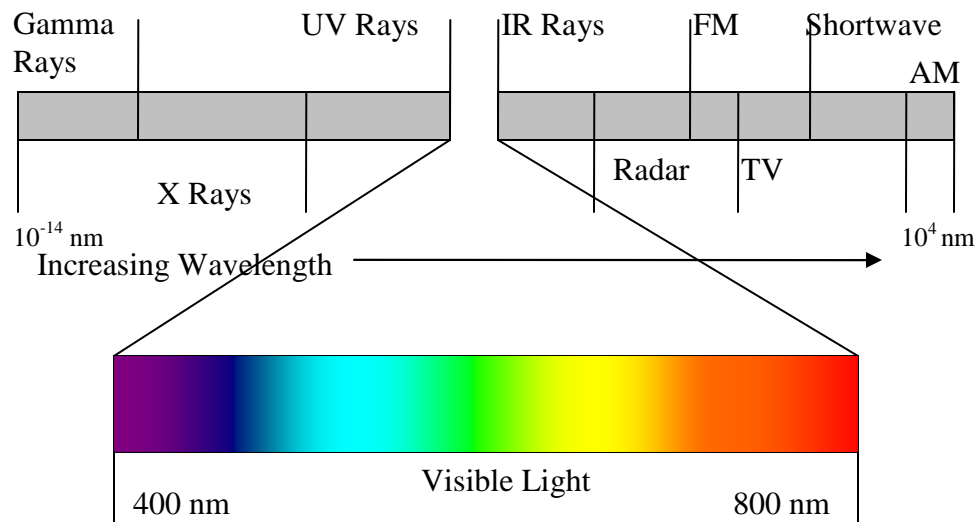 Gamma Rays
UV Rays
IR Rays
FM
Shortwave
AM
X Rays
Radar
TV
10^-14 nm
10^4 nm
Increasing Wavelength
Visible Light
400 nm
800 nm